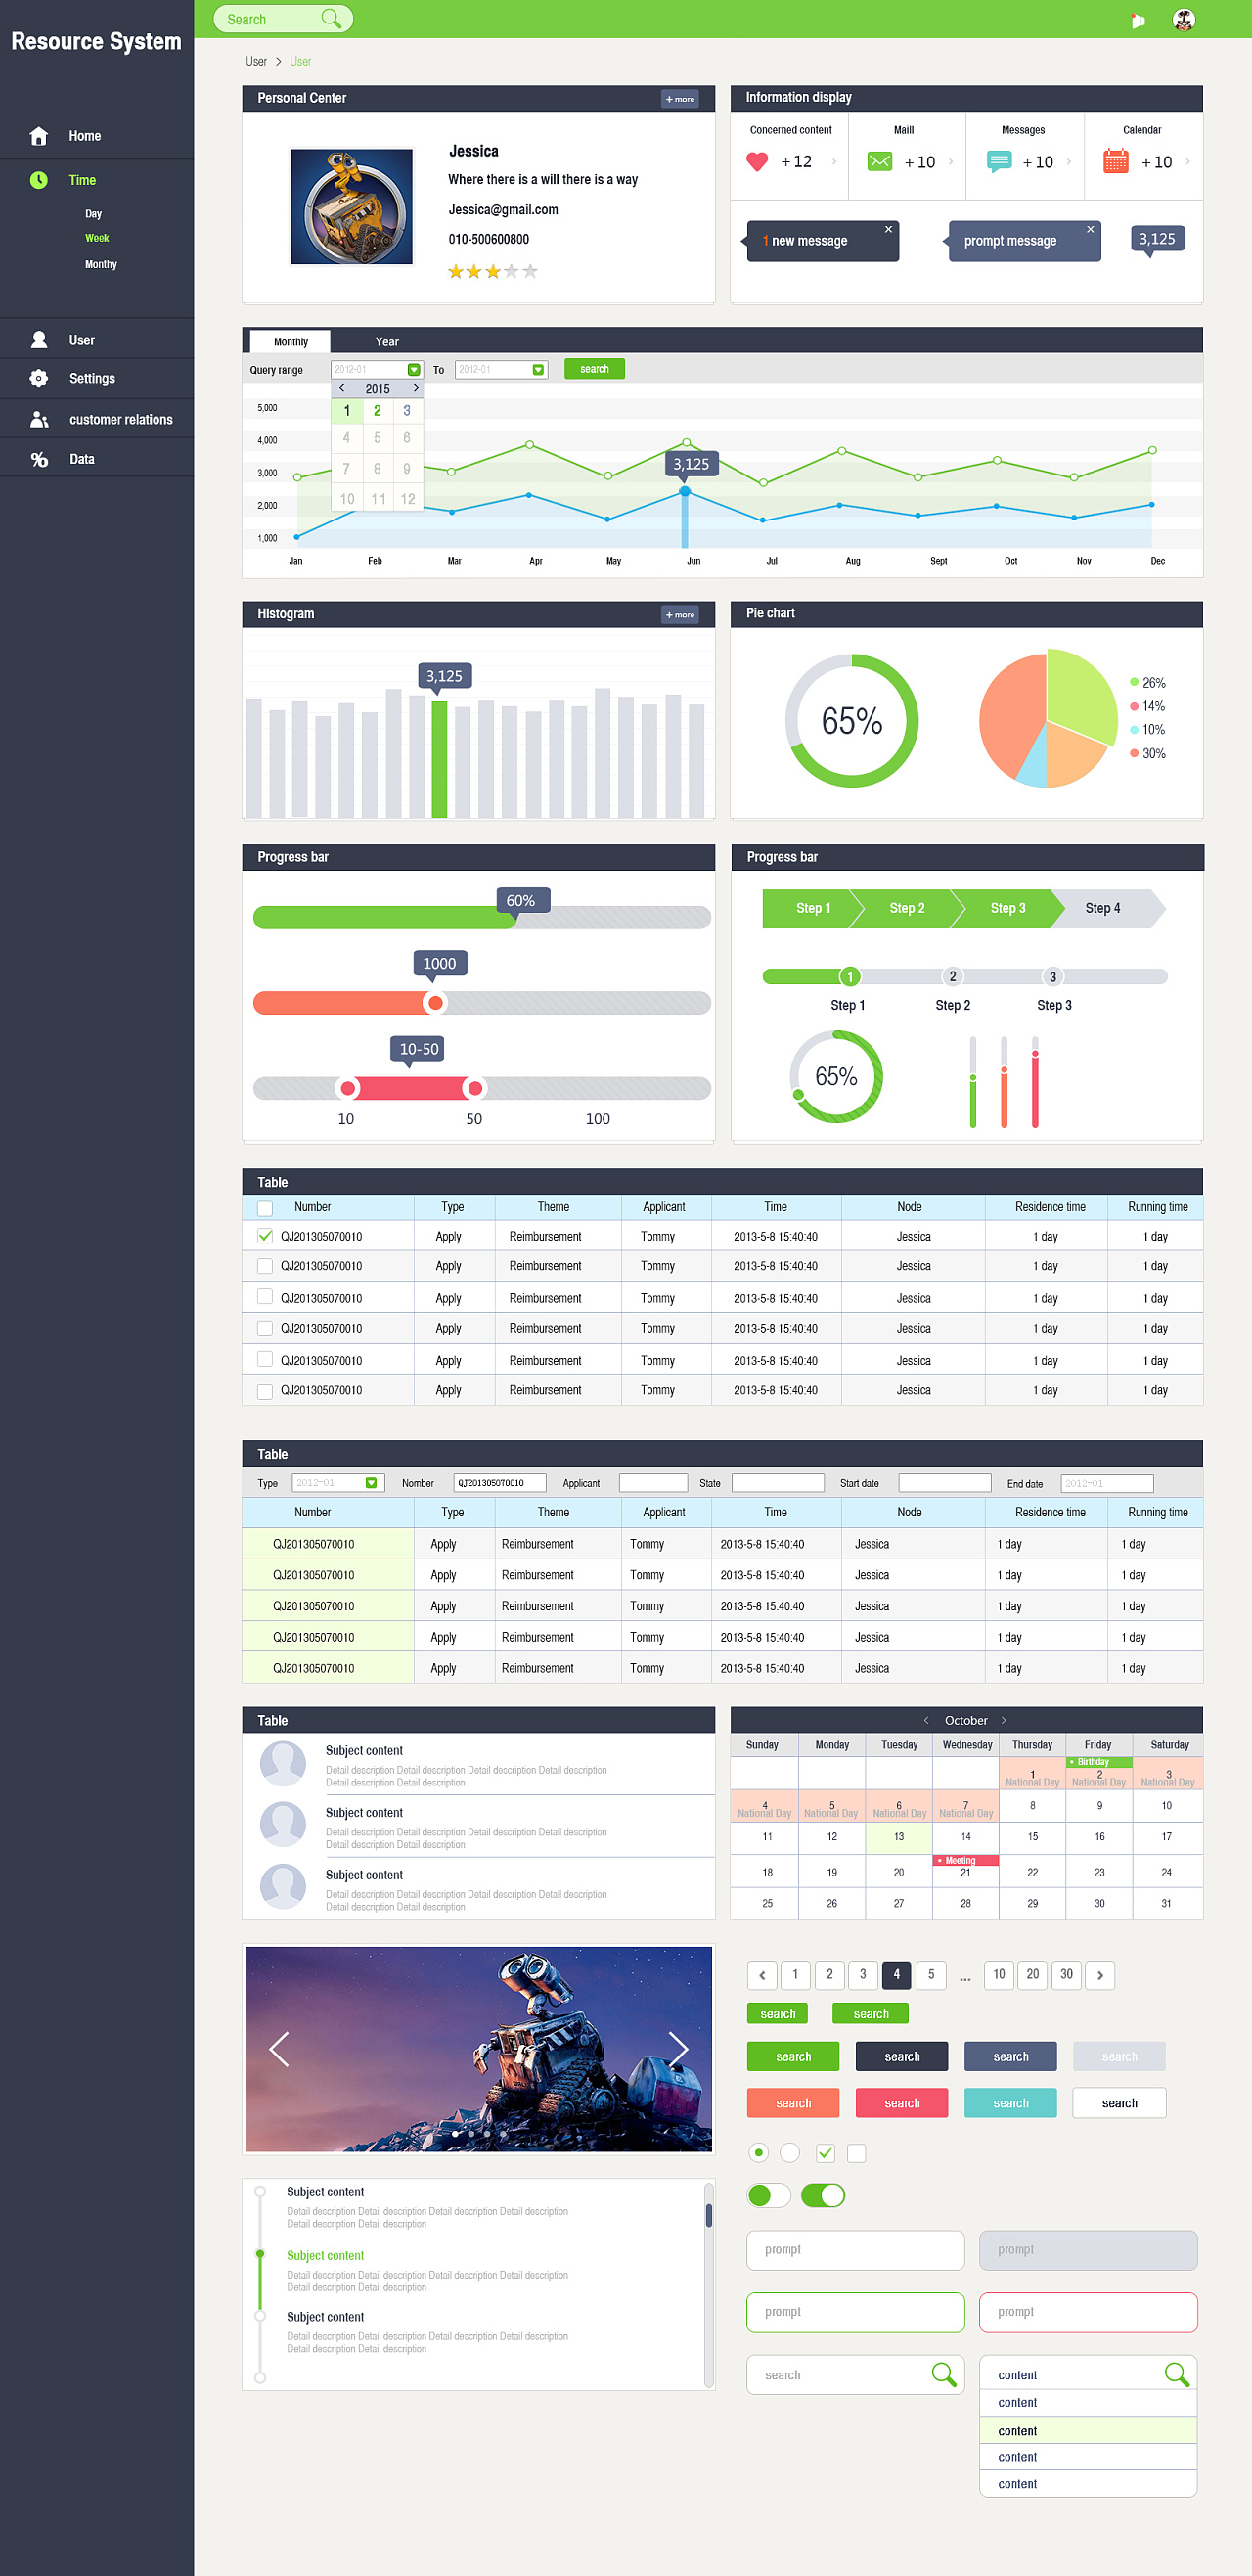 Resource System
Search
Home
Time
Day
Week
Monthy
User
Settings
customer relations
Data
User > User
Personal Center
+ more
Jessica
Where there is a will there is a way
Jessica@gmail.com
010-500600800
Information display
Concerned content
+12
Maill
+10
Messages
+10
Calendar
+10
1 new message
prompt message
3,125
Monthly Year
Query range 2012-01 To 2012-01 search
< 2015 >
1 2 3
4 5 6
7 8 9
10 11 12
5,000
4,000
3,000
2,000
1,000
3,125
Jan Feb Mar Apr May Jun Jul Aug Sept Oct Nov Dec
Histogram
+ more
3,125
Pie chart
65%
26%
14%
10%
30%
Progress bar
60%
1000
10-50
10 50 100
Progress bar
Step 1 Step 2 Step 3 Step 4
1 2 3
Step 1 Step 2 Step 3
65%
Table
Number Type Theme Applicant Time Node Residence time Running time
QJ201305070010 Apply Reimbursement Tommy 2013-5-8 15:40:40 Jessica 1 day 1 day
QJ201305070010 Apply Reimbursement Tommy 2013-5-8 15:40:40 Jessica 1 day 1 day
QJ201305070010 Apply Reimbursement Tommy 2013-5-8 15:40:40 Jessica 1 day 1 day
QJ201305070010 Apply Reimbursement Tommy 2013-5-8 15:40:40 Jessica 1 day 1 day
QJ201305070010 Apply Reimbursement Tommy 2013-5-8 15:40:40 Jessica 1 day 1 day
QJ201305070010 Apply Reimbursement Tommy 2013-5-8 15:40:40 Jessica 1 day 1 day
Table
Type 2012-01 Nomber QJ201305070010 Applicant State Start date End date 2012-01
Number Type Theme Applicant Time Node Residence time Running time
QJ201305070010 Apply Reimbursement Tommy 2013-5-8 15:40:40 Jessica 1 day 1 day
QJ201305070010 Apply Reimbursement Tommy 2013-5-8 15:40:40 Jessica 1 day 1 day
QJ201305070010 Apply Reimbursement Tommy 2013-5-8 15:40:40 Jessica 1 day 1 day
QJ201305070010 Apply Reimbursement Tommy 2013-5-8 15:40:40 Jessica 1 day 1 day
QJ201305070010 Apply Reimbursement Tommy 2013-5-8 15:40:40 Jessica 1 day 1 day
Table
Subject content
Detail description Detail description Detail description Detail description
Detail description Detail description
Subject content
Detail description Detail description Detail description Detail description
Detail description Detail description
Subject content
Detail description Detail description Detail description Detail description
Detail description Detail description
< October >
Sunday Monday Tuesday Wednesday Thursday Friday Saturday
Birthday
1 2 3
National Day National Day National Day
4 5 6 7 8 9 10
National Day National Day National Day National Day
11 12 13 14 15 16 17
Meeting
18 19 20 21 22 23 24
25 26 27 28 29 30 31
< 1 2 3 4 5 ... 10 20 30 >
search search
search search search search
search search search search
Subject content
Detail description Detail description Detail description Detail description
Detail description Detail description
Subject content
Detail description Detail description Detail description Detail description
Detail description Detail description
Subject content
Detail description Detail description Detail description Detail description
Detail description Detail description
prompt prompt
prompt prompt
search
content
content
content
content
content